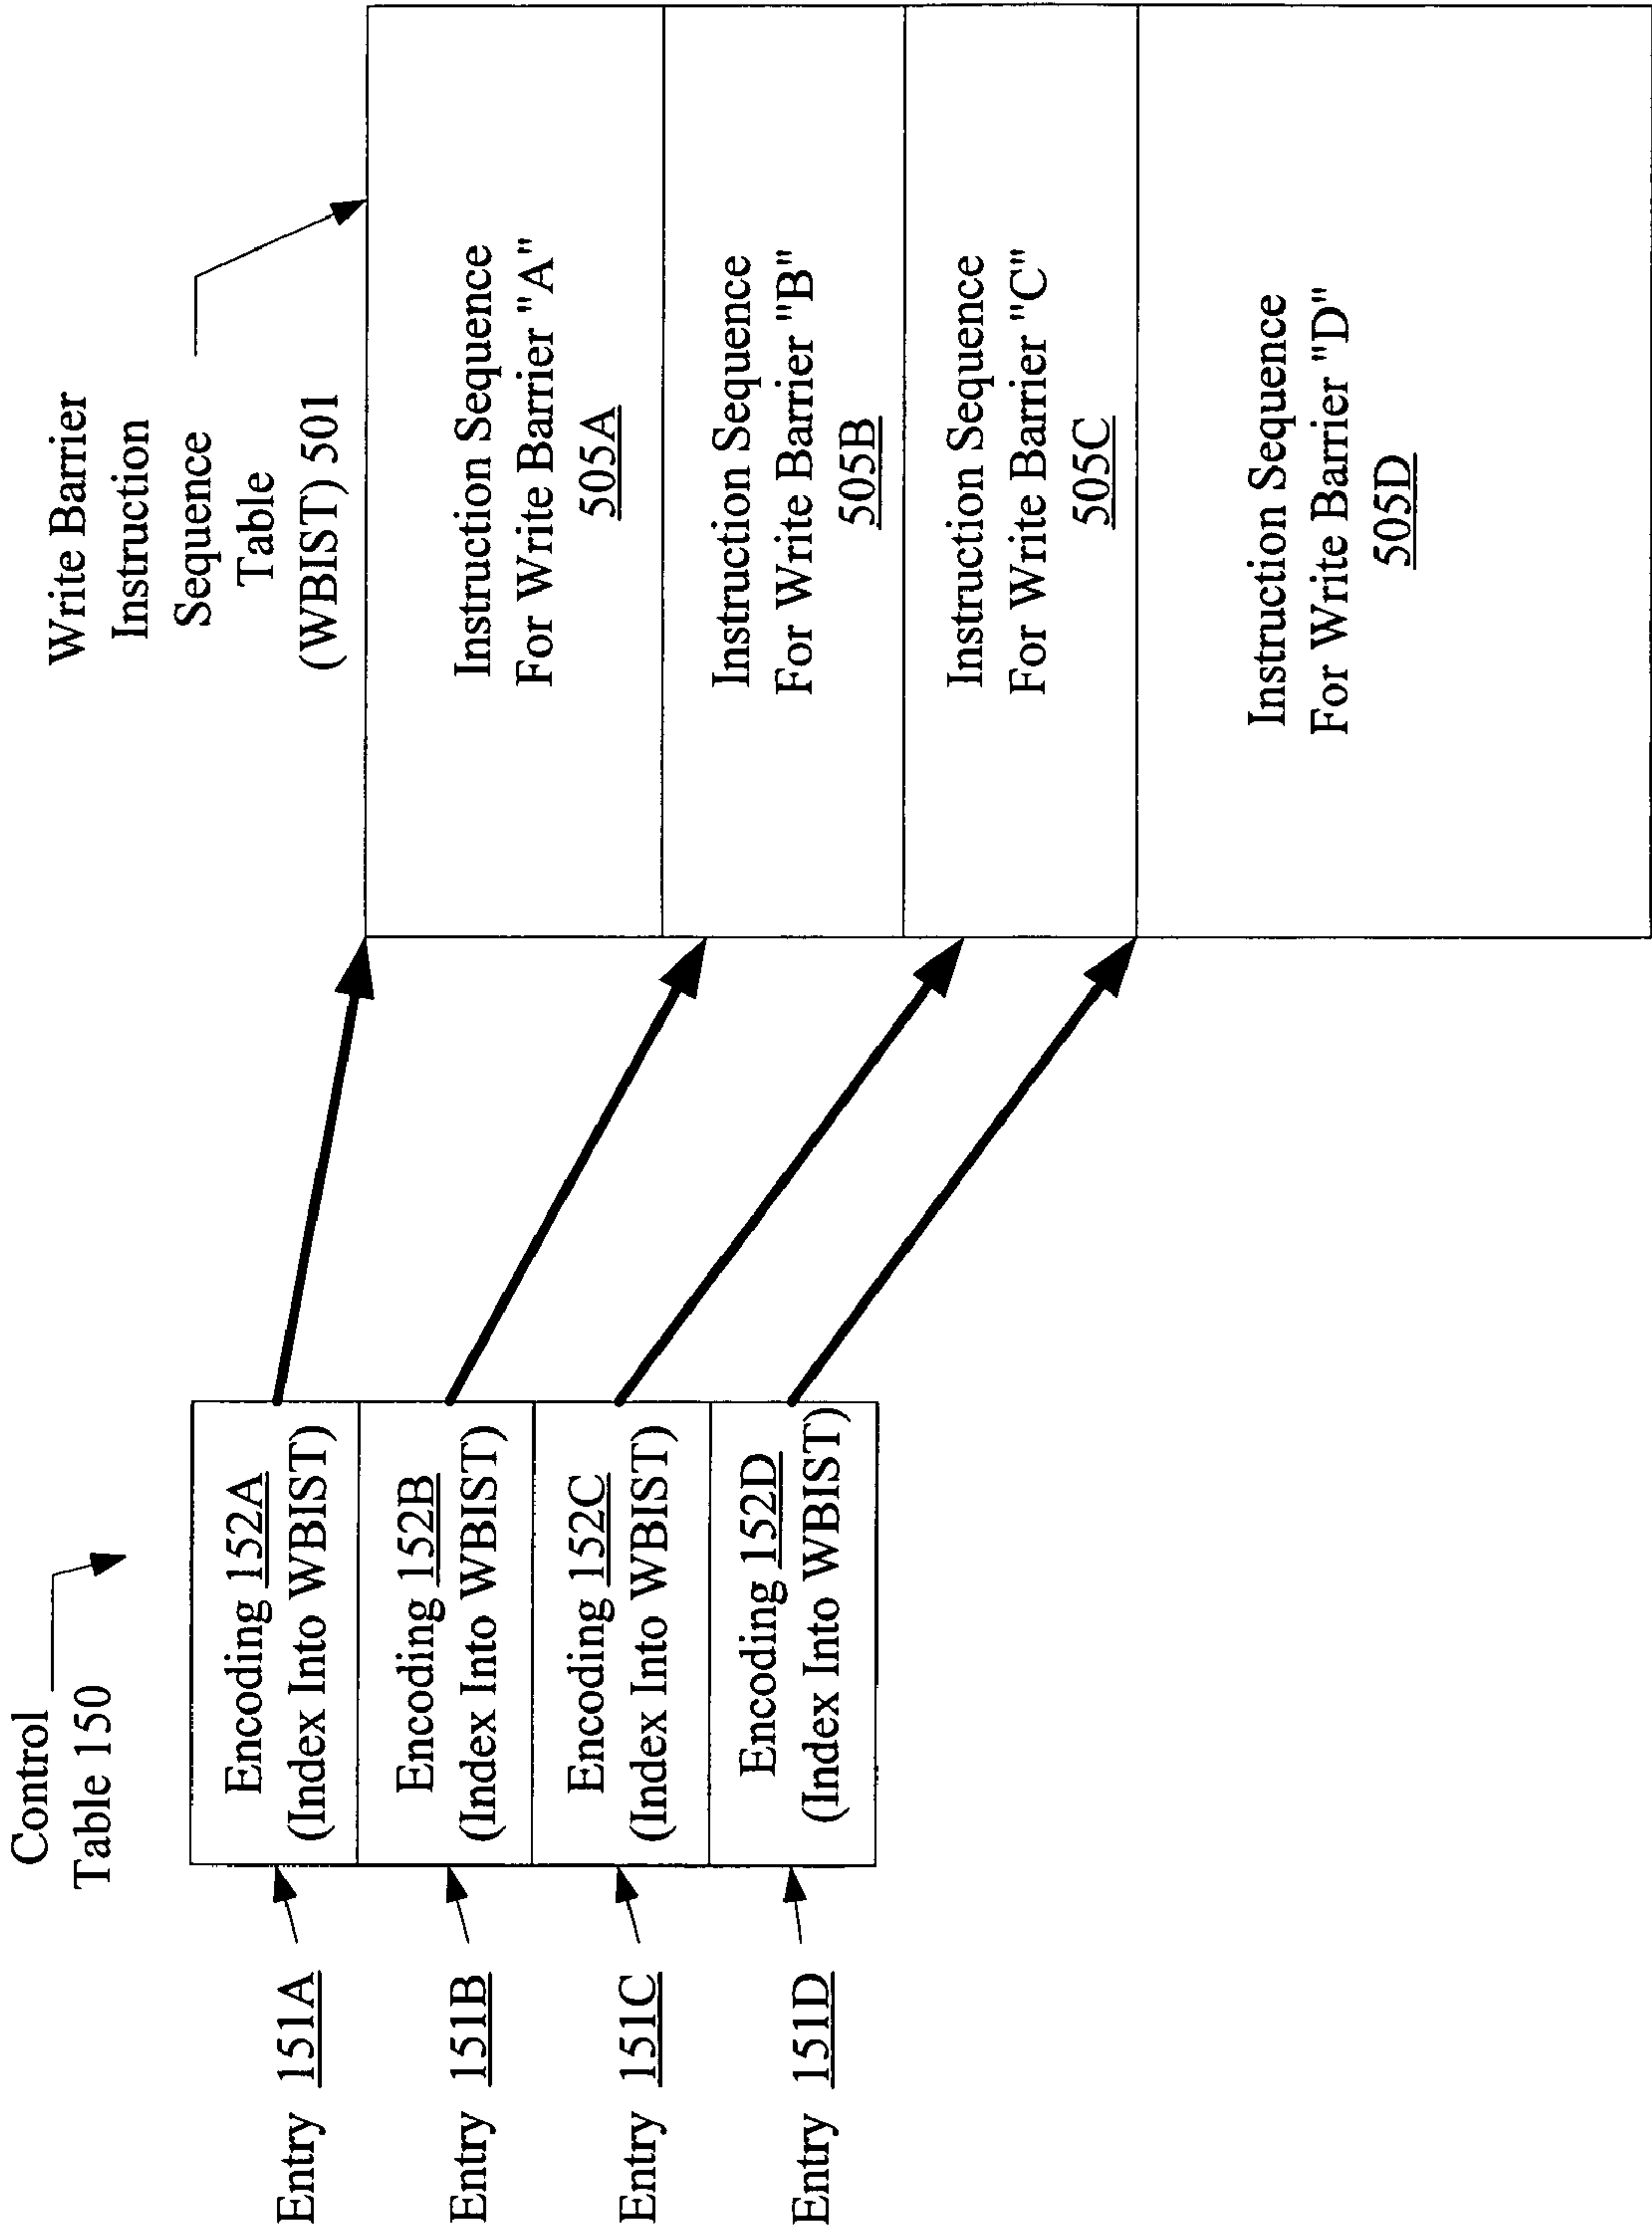 Control
Table 150
Entry 151A
Encoding 152A
(Index Into WBIST)
Entry 151B
Encoding 152B
(Index Into WBIST)
Entry 151C
Encoding 152C
(Index Into WBIST)
Entry 151D
Encoding 152D
(Index Into WBIST)
Write Barrier
Instruction
Sequence
Table
(WBIST) 501
Instruction Sequence
For Write Barrier "A"
505A
Instruction Sequence
For Write Barrier "B"
505B
Instruction Sequence
For Write Barrier "C"
505C
Instruction Sequence
For Write Barrier "D"
505D